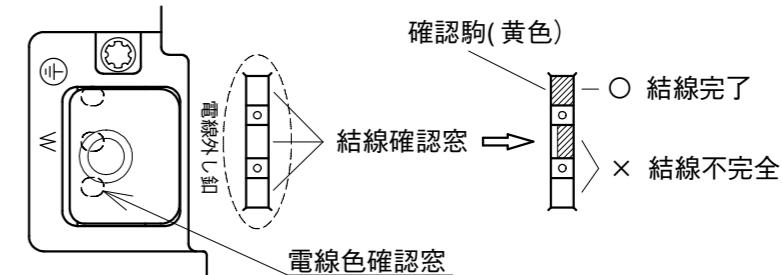 確認駒(黄色)
○ 結線完了
W
電線外し釦
結線確認窓
× 結線不完全
電線色確認窓